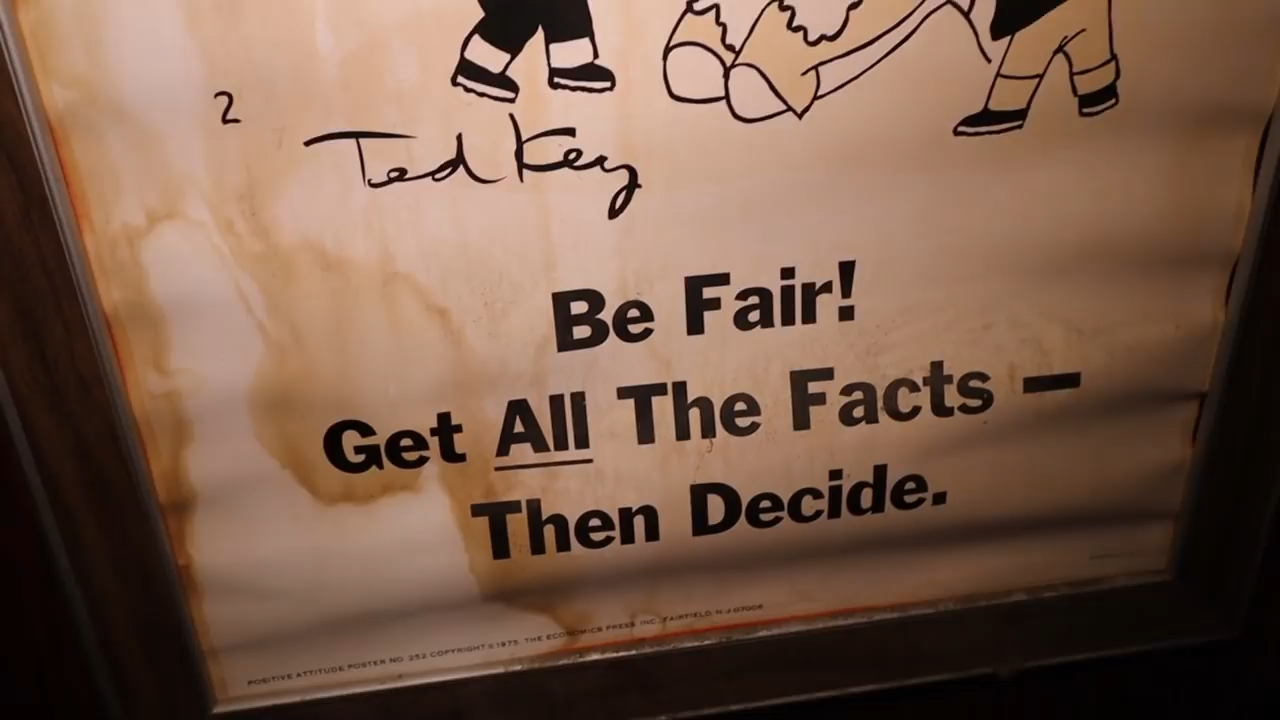 2
Ted Key
Be Fair!
Get All The Facts —
Then Decide.
POSITIVE ATTITUDE POSTER NO. 252 COPYRIGHT © 1975 THE ECONOMICS PRESS INC., FAIRFIELD, N.J. 07006